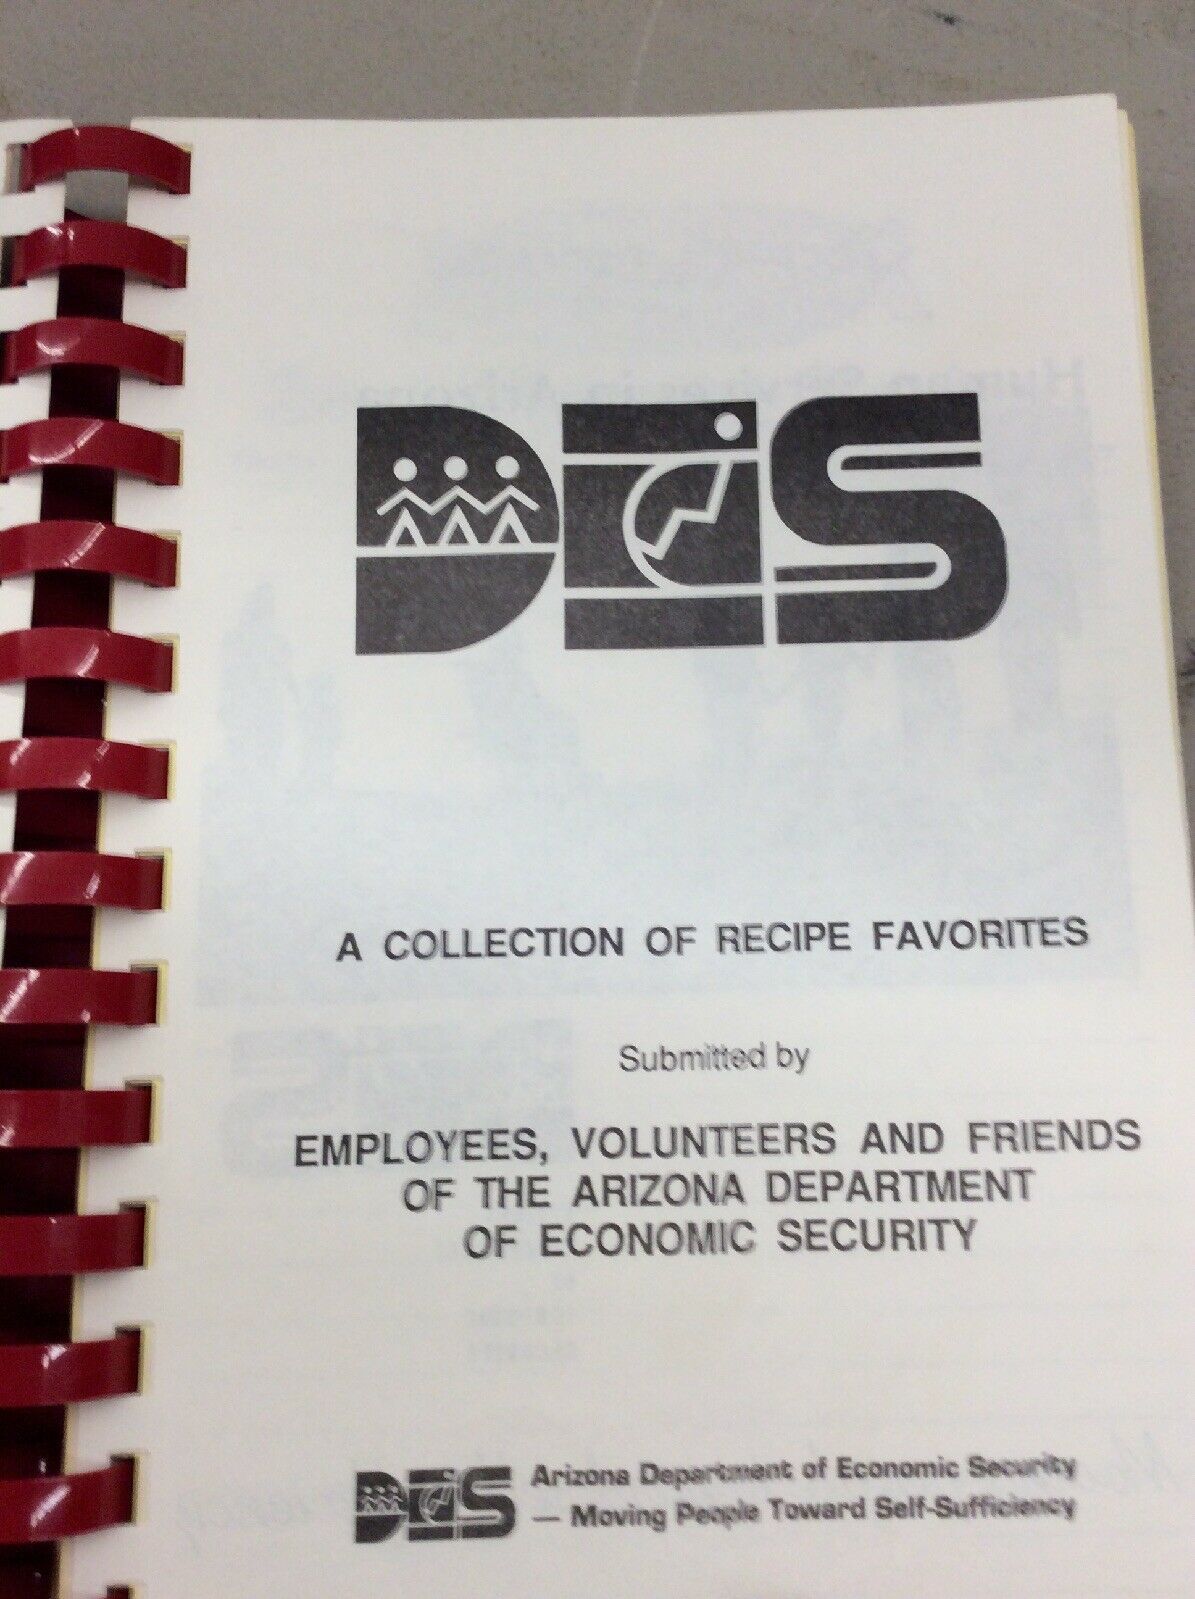 DES
A COLLECTION OF RECIPE FAVORITES
Submitted by
EMPLOYEES, VOLUNTEERS AND FRIENDS
OF THE ARIZONA DEPARTMENT
OF ECONOMIC SECURITY
DES Arizona Department of Economic Security
— Moving People Toward Self-Sufficiency